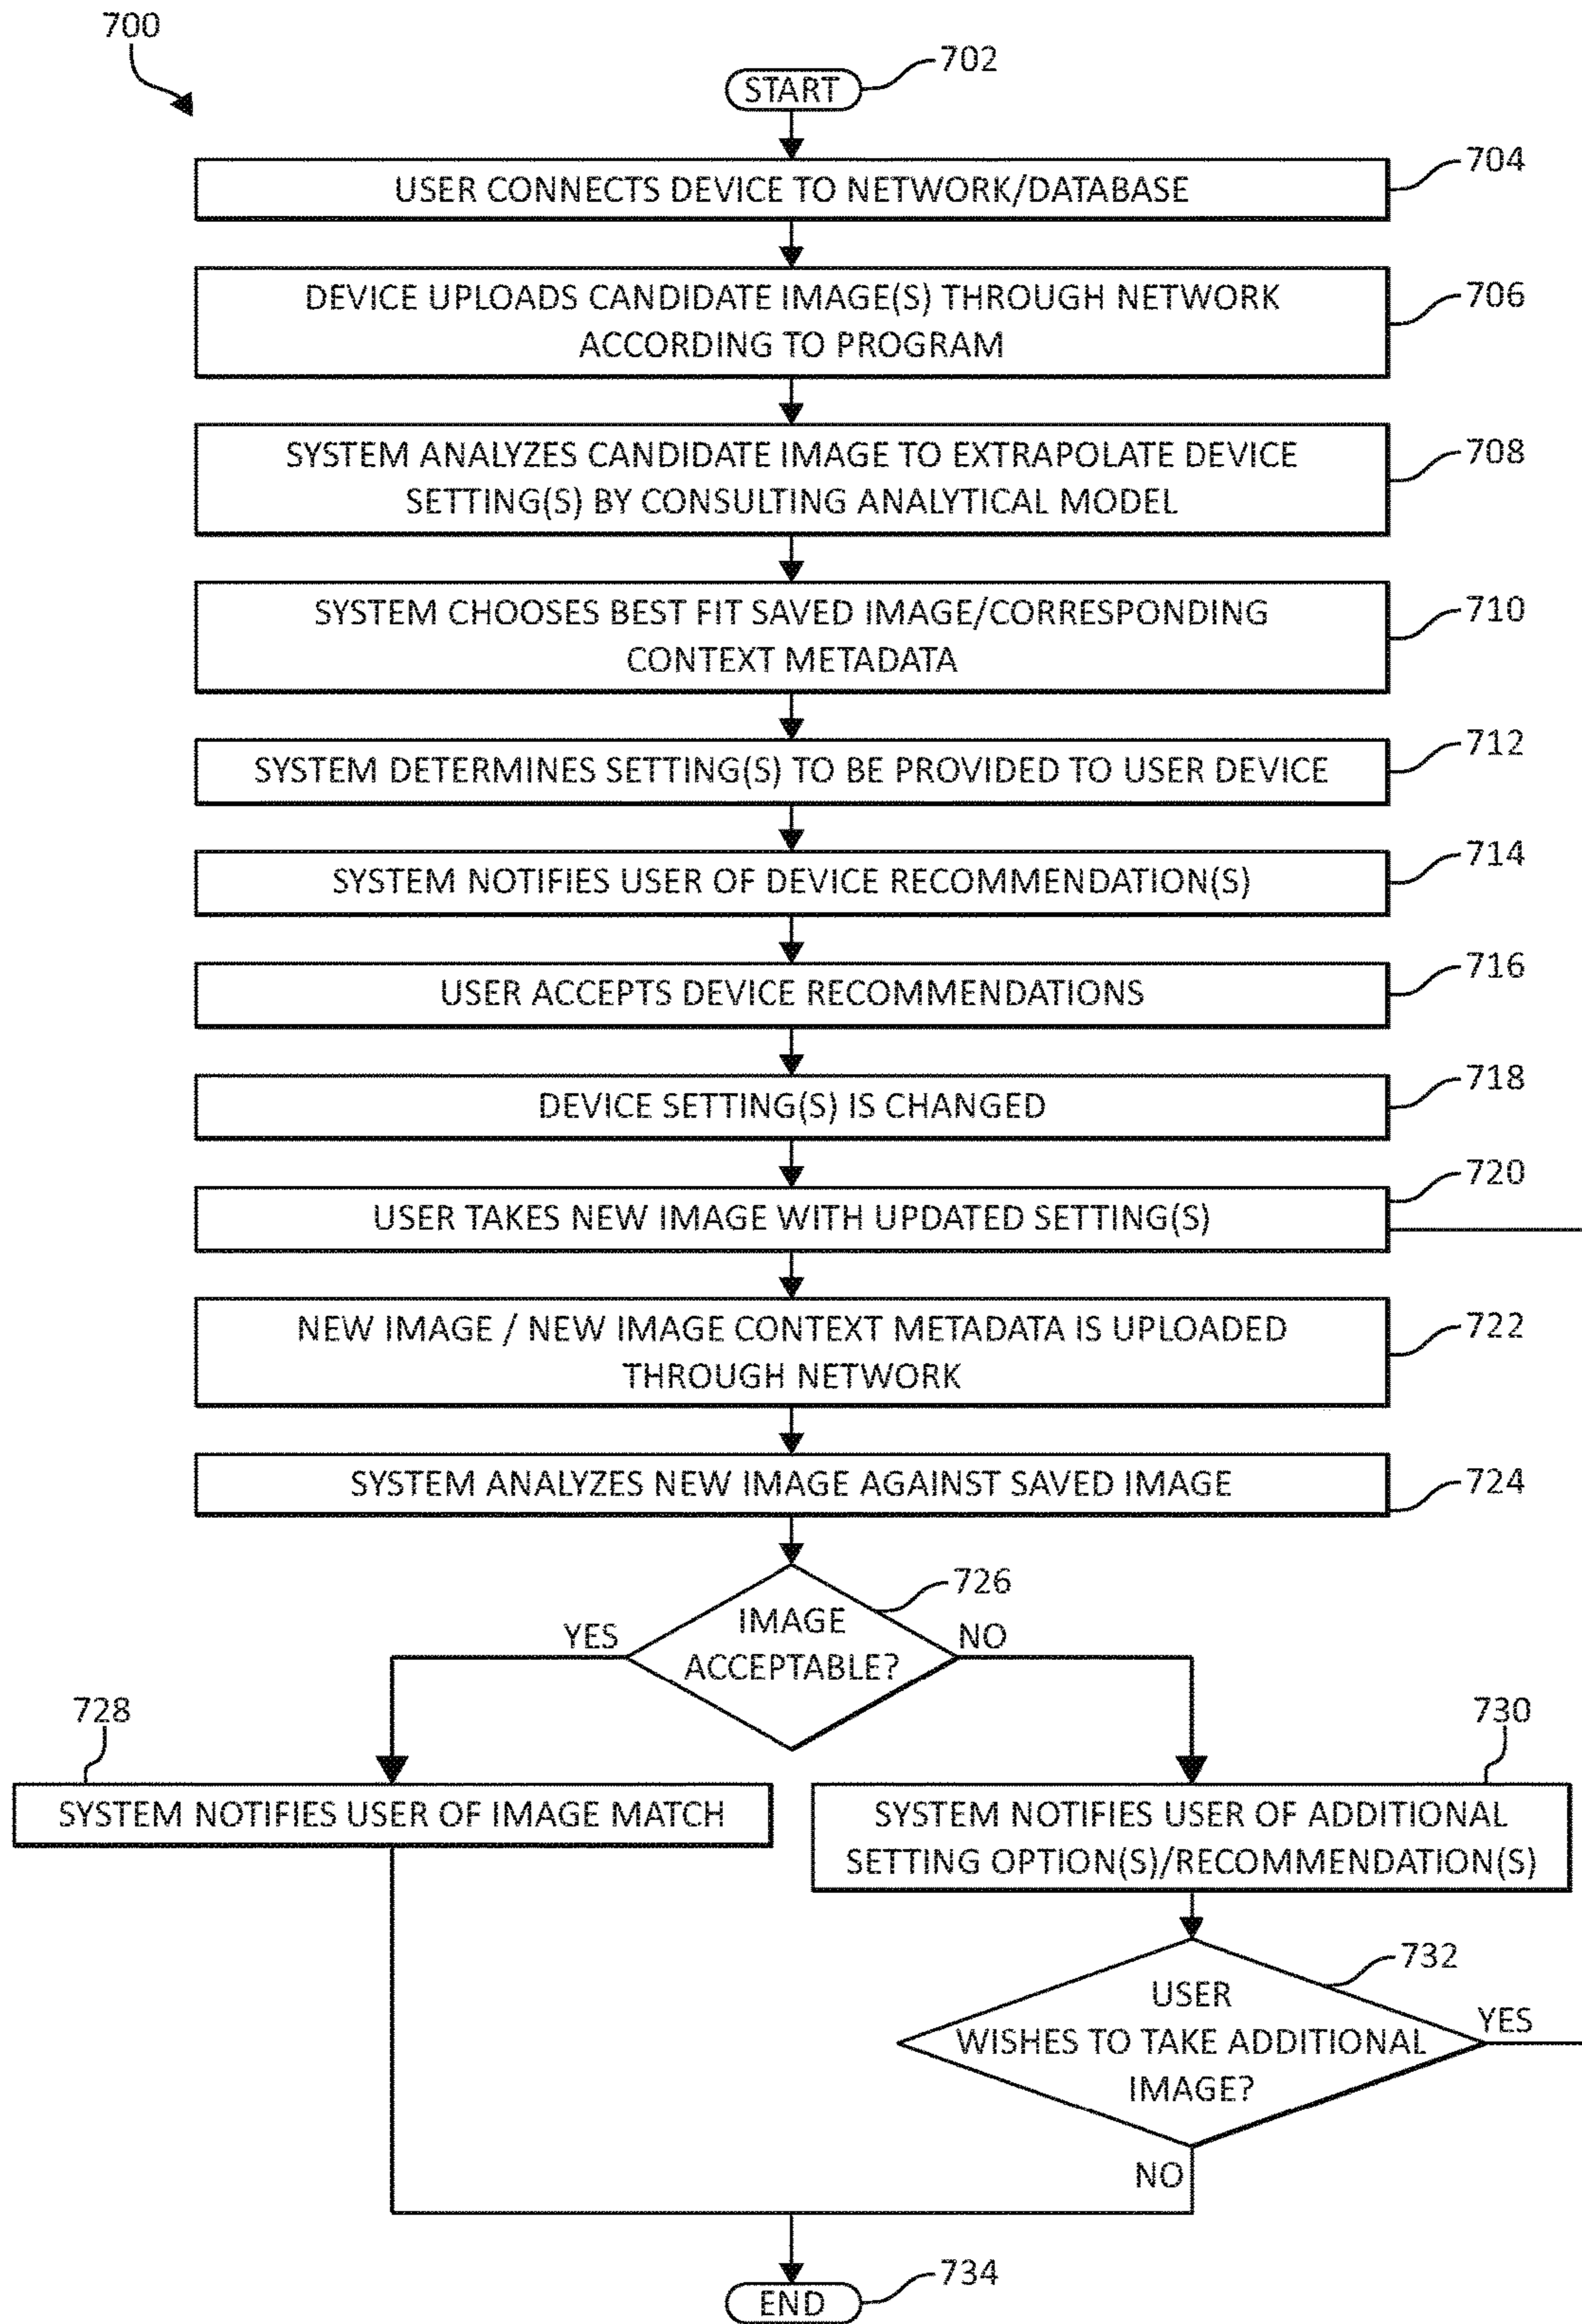 700
START
702
USER CONNECTS DEVICE TO NETWORK/DATABASE
704
DEVICE UPLOADS CANDIDATE IMAGE(S) THROUGH NETWORK
ACCORDING TO PROGRAM
706
SYSTEM ANALYZES CANDIDATE IMAGE TO EXTRAPOLATE DEVICE
SETTING(S) BY CONSULTING ANALYTICAL MODEL
708
SYSTEM CHOOSES BEST FIT SAVED IMAGE/CORRESPONDING
CONTEXT METADATA
710
SYSTEM DETERMINES SETTING(S) TO BE PROVIDED TO USER DEVICE
712
SYSTEM NOTIFIES USER OF DEVICE RECOMMENDATION(S)
714
USER ACCEPTS DEVICE RECOMMENDATIONS
716
DEVICE SETTING(S) IS CHANGED
718
USER TAKES NEW IMAGE WITH UPDATED SETTING(S)
720
NEW IMAGE / NEW IMAGE CONTEXT METADATA IS UPLOADED
THROUGH NETWORK
722
SYSTEM ANALYZES NEW IMAGE AGAINST SAVED IMAGE
724
IMAGE
ACCEPTABLE?
726
YES
NO
728
SYSTEM NOTIFIES USER OF IMAGE MATCH
730
SYSTEM NOTIFIES USER OF ADDITIONAL
SETTING OPTION(S)/RECOMMENDATION(S)
732
USER
WISHES TO TAKE ADDITIONAL
IMAGE?
YES
NO
END
734